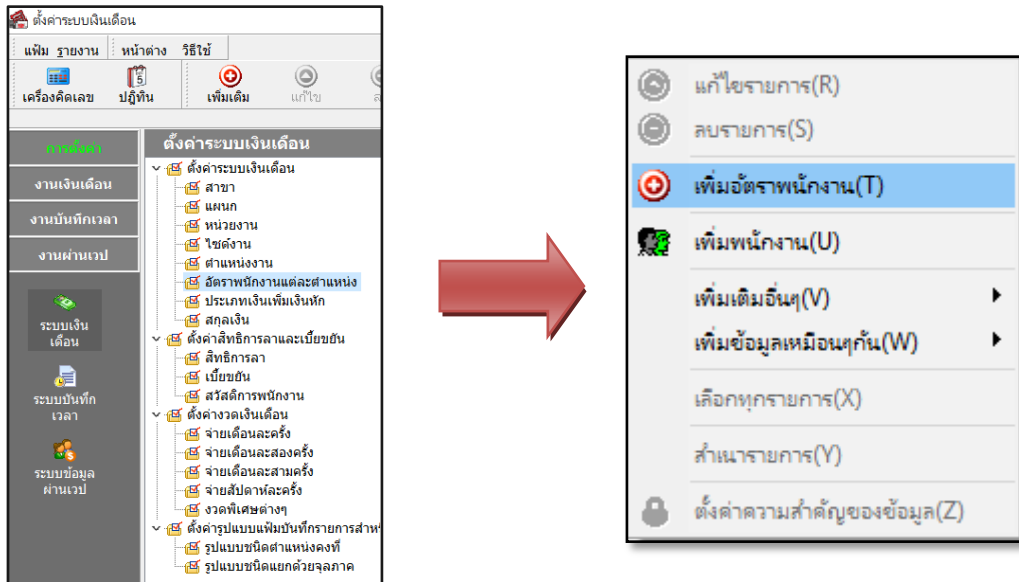 ตั้งค่าระบบเงินเดือน
แฟ้ม รายงาน หน้าต่าง วิธีใช้
5
เครื่องคิดเลข ปฏิทิน เพิ่มเติม แก้ไข
การตั้งค่า
งานเงินเดือน
งานบันทึกเวลา
งานผ่านเวป
ระบบเงิน
เดือน
ระบบบันทึก
เวลา
ระบบข้อมูล
ผ่านเวป
ตั้งค่าระบบเงินเดือน
ตั้งค่าระบบเงินเดือน
สาขา
แผนก
หน่วยงาน
ไซด์งาน
ตำแหน่งงาน
อัตราพนักงานแต่ละตำแหน่ง
ประเภทเงินเพิ่มเงินหัก
สกุลเงิน
ตั้งค่าสิทธิการลาและเบี้ยขยัน
สิทธิการลา
เบี้ยขยัน
สวัสดิการพนักงาน
ตั้งค่างวดเงินเดือน
จ่ายเดือนละครั้ง
จ่ายเดือนละสองครั้ง
จ่ายเดือนละสามครั้ง
จ่ายสัปดาห์ละครั้ง
งวดพิเศษต่างๆ
ตั้งค่ารูปแบบแฟ้มบันทึกรายการสำห
รูปแบบชนิดตำแหน่งคงที่
รูปแบบชนิดแยกด้วยจุลภาค
แก้ไขรายการ(R)
ลบรายการ(S)
เพิ่มอัตราพนักงาน(T)
เพิ่มพนักงาน(U)
เพิ่มเติมอื่นๆ(V)
เพิ่มข้อมูลเหมือนๆกัน(W)
เลือกทุกรายการ(X)
สำเนารายการ(Y)
ตั้งค่าความสำคัญของข้อมูล(Z)